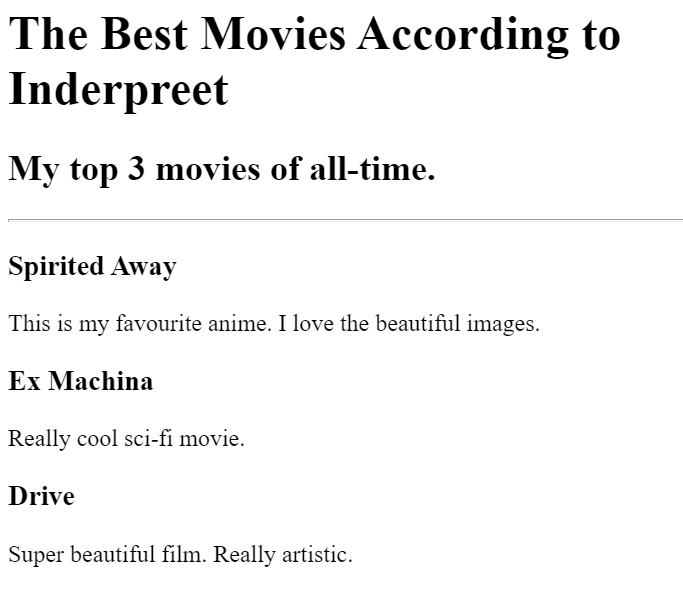 The Best Movies According to
Inderpreet
My top 3 movies of all-time.
Spirited Away
This is my favourite anime. I love the beautiful images.
Ex Machina
Really cool sci-fi movie.
Drive
Super beautiful film. Really artistic.